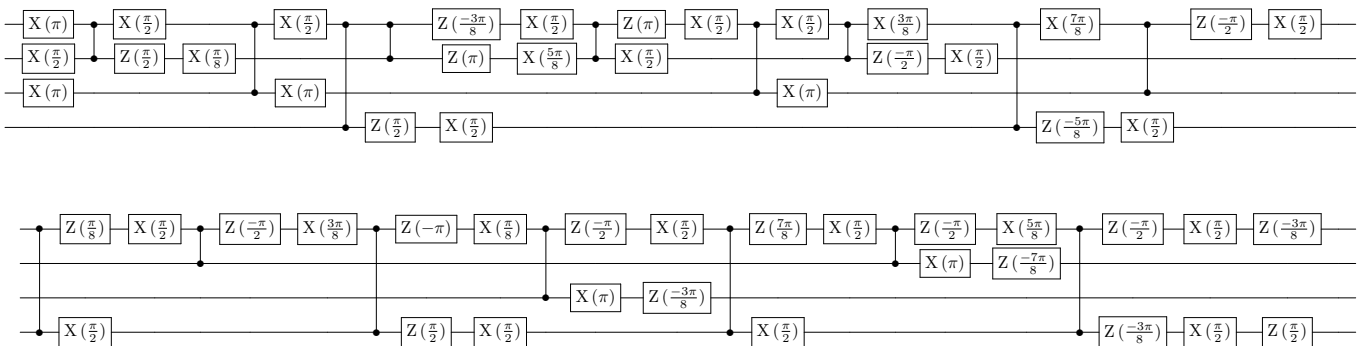 X(π) X(π/2) X(π/2) Z(-3π/8) X(π/2) Z(π) X(π/2) X(π/2) X(3π/8) X(7π/8) Z(-π/2) X(π/2)
X(π/2) Z(π/2) X(π/8) Z(π) X(5π/8) X(π/2) Z(-π/2) X(π/2)
X(π) X(π) X(π)
Z(π/2) X(π/2) Z(-5π/8) X(π/2)
Z(π/8) X(π/2) Z(-π/2) X(3π/8) Z(-π) X(π/8) Z(-π/2) X(π/2) Z(7π/8) X(π/2) Z(-π/2) X(5π/8) Z(-π/2) X(π/2) Z(-3π/8)
X(π) Z(-7π/8)
X(π) Z(-3π/8)
X(π/2) Z(π/2) X(π/2) X(π/2) Z(-3π/8) X(π/2) Z(π/2)